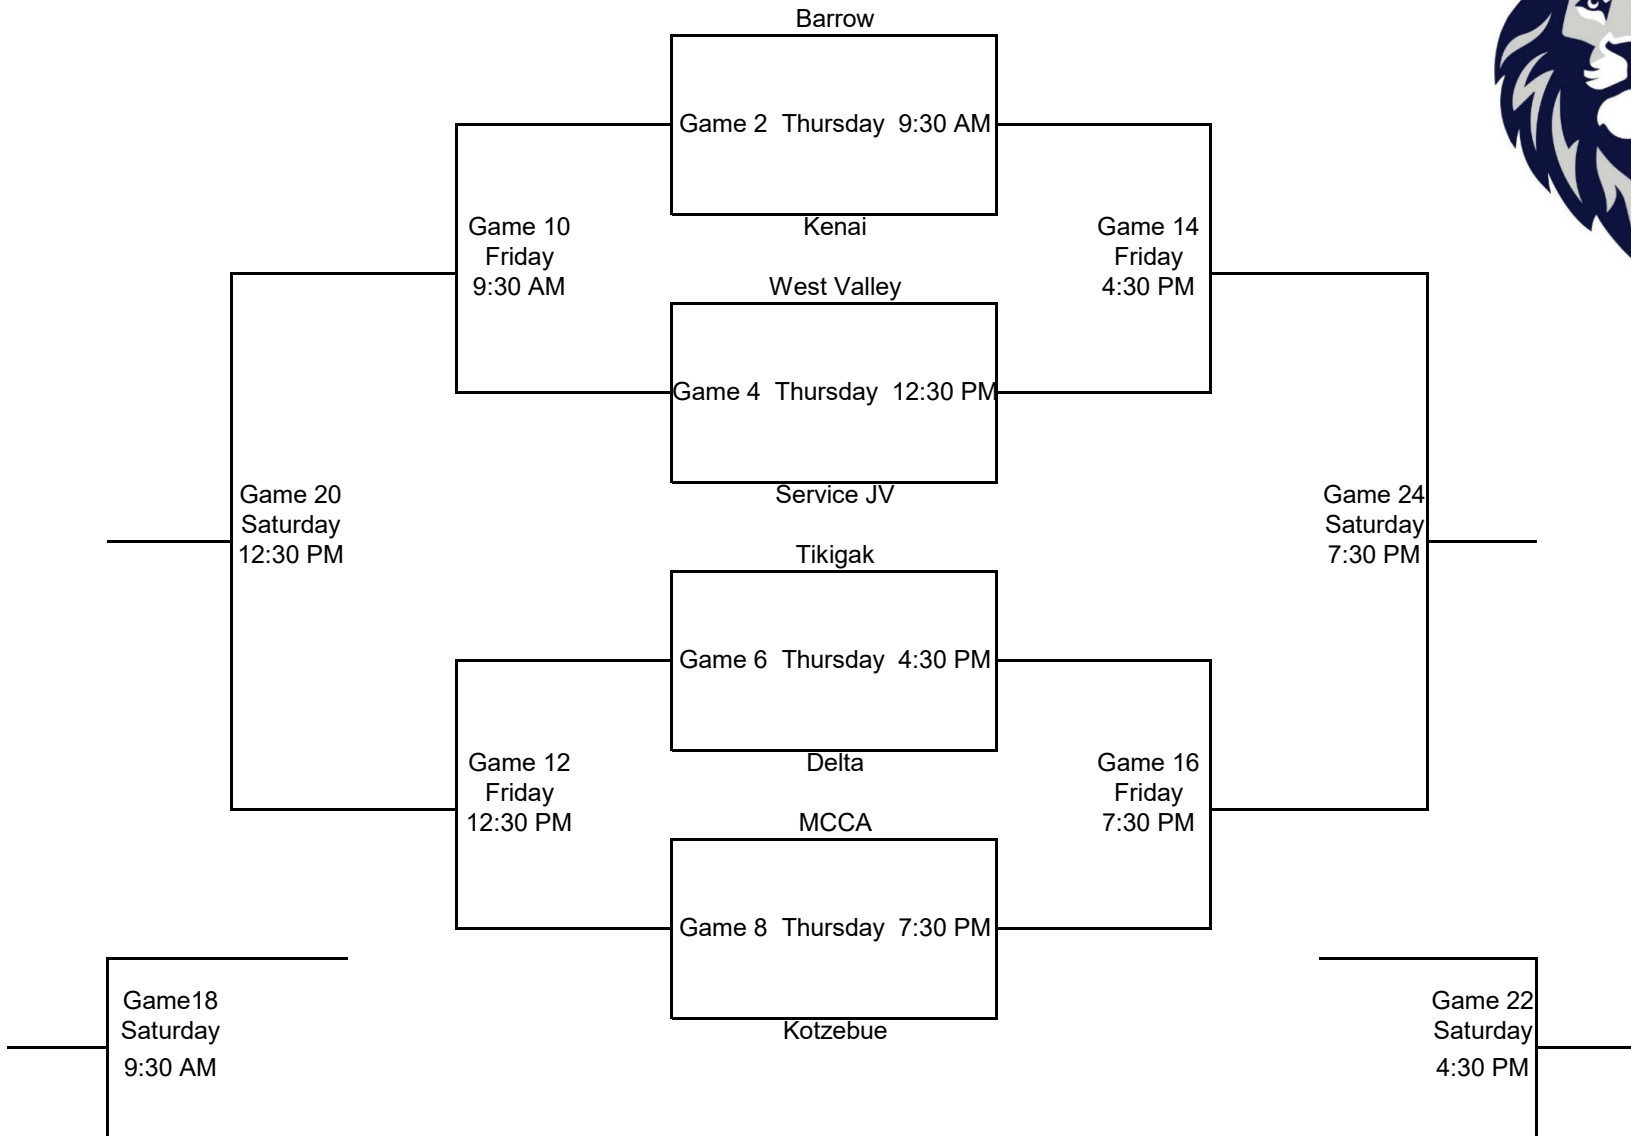 Barrow
Game 2  Thursday  9:30 AM
Kenai
Game 10
Friday
9:30 AM
Game 14
Friday
4:30 PM
West Valley
Game 4  Thursday  12:30 PM
Service JV
Game 20
Saturday
12:30 PM
Game 24
Saturday
7:30 PM
Tikigak
Game 6  Thursday  4:30 PM
Delta
Game 12
Friday
12:30 PM
Game 16
Friday
7:30 PM
MCCA
Game 8  Thursday  7:30 PM
Kotzebue
Game18
Saturday
9:30 AM
Game 22
Saturday
4:30 PM